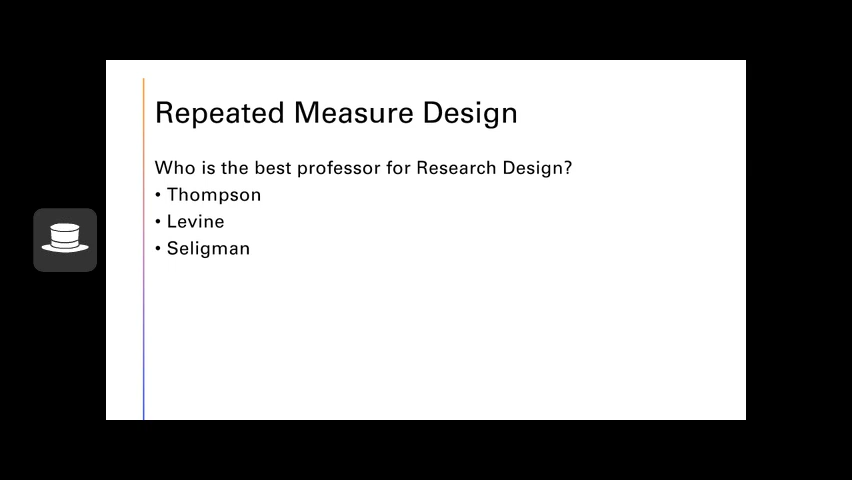 Repeated Measure Design
Who is the best professor for Research Design?
• Thompson
• Levine
• Seligman